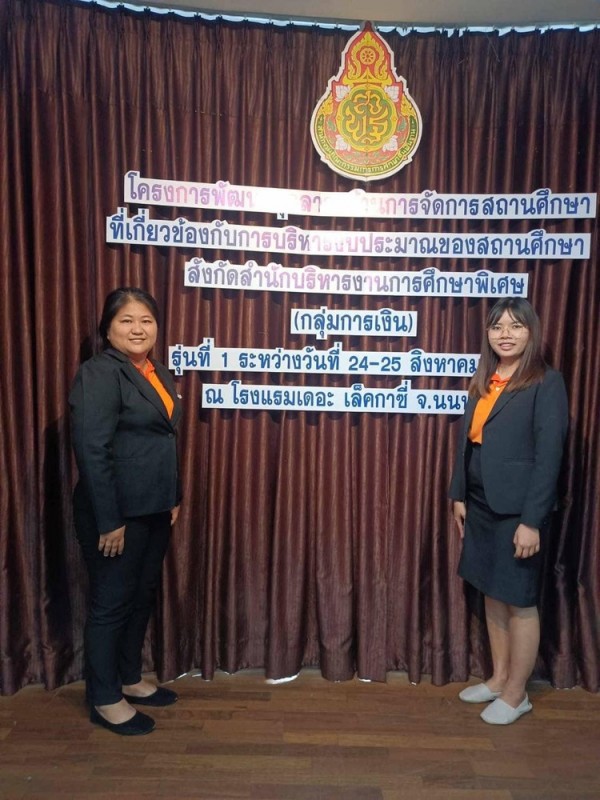 โครงการพัฒนา การจัดการสถานศึกษา
ที่เกี่ยวข้องกับการบริหารงบประมาณของสถานศึกษา
สังกัดสำนักบริหารงานการศึกษาพิเศษ
(กลุ่มการเงิน)
รุ่นที่ 1 ระหว่างวันที่ 24-25 สิงหาคม
ณ โรงแรมเดอะ เล็คกาซี่ จ.นนท